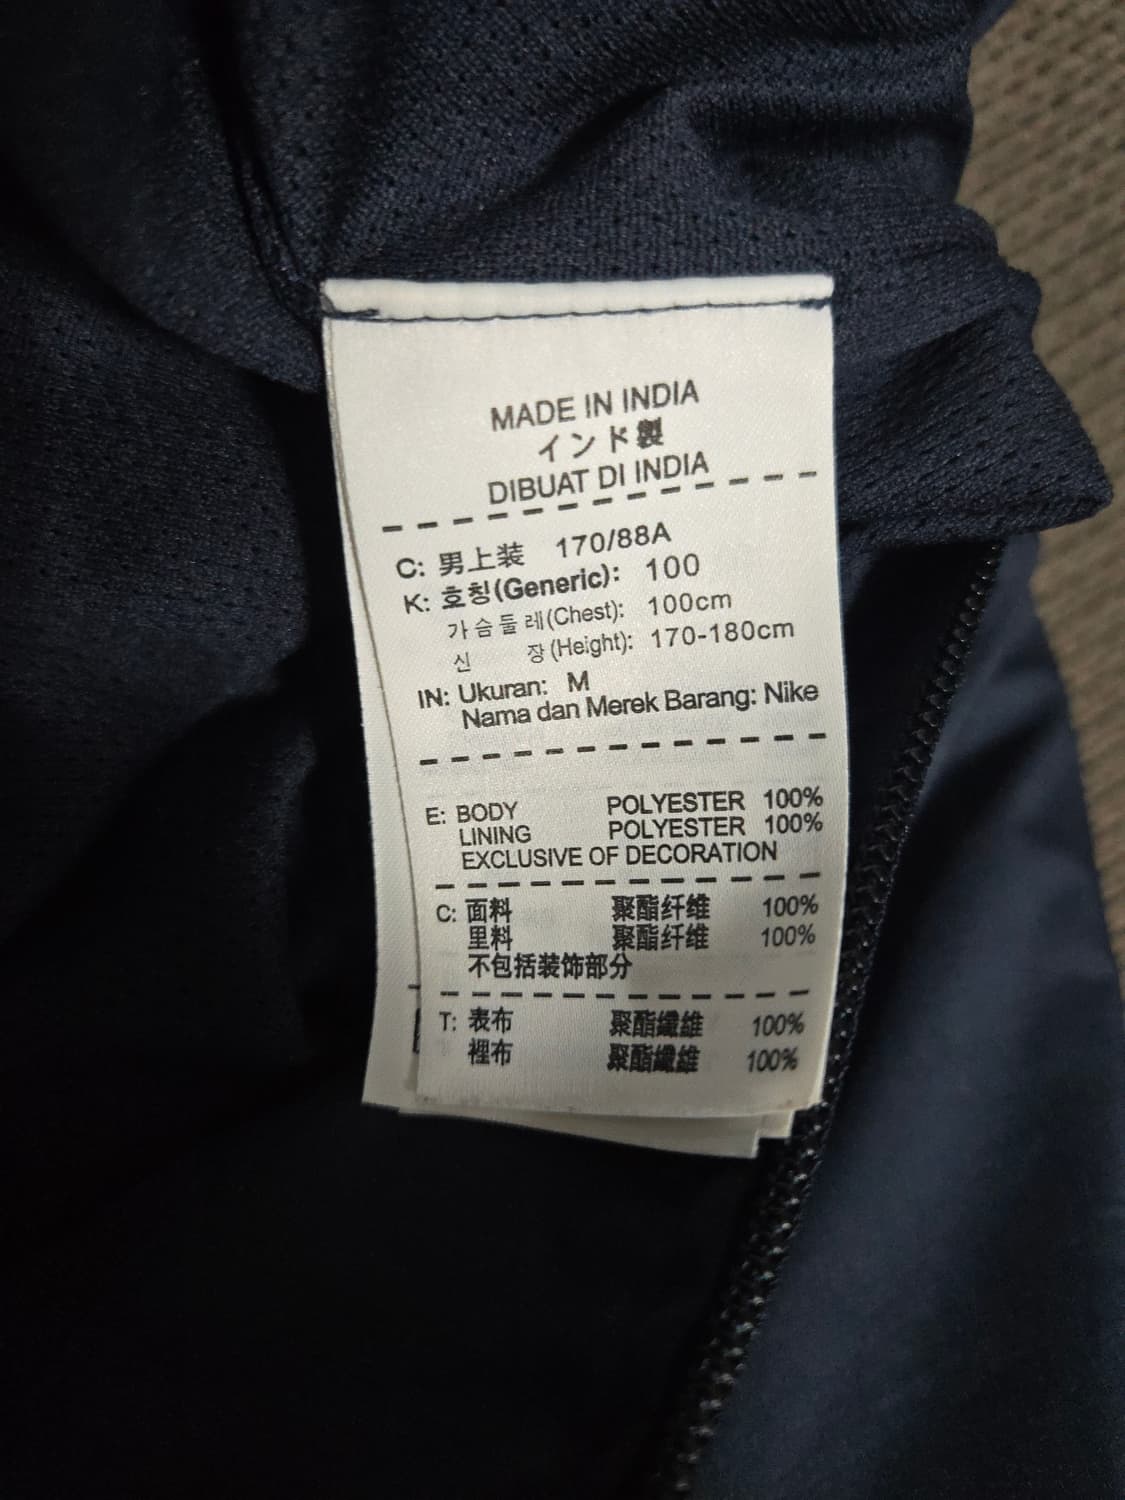 MADE IN INDIA
インド製
DIBUAT DI INDIA
C: 男上装 170/88A
K: 호칭(Generic): 100
가슴둘레(Chest): 100cm
신 장(Height): 170-180cm
IN: Ukuran: M
Nama dan Merek Barang: Nike
E: BODY POLYESTER 100%
LINING POLYESTER 100%
EXCLUSIVE OF DECORATION
C: 面料 聚酯纤维 100%
里料 聚酯纤维 100%
不包括装饰部分
T: 表布 聚酯纖維 100%
裡布 聚酯纖維 100%